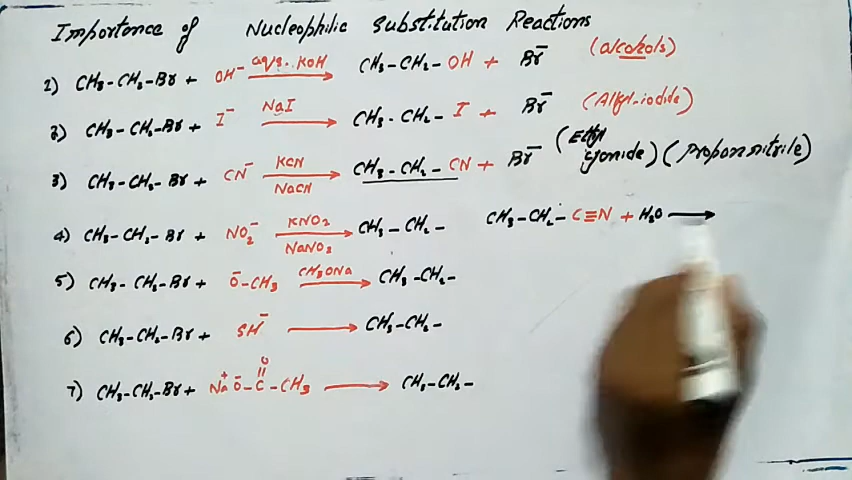 Importance of Nucleophilic Substitution Reactions
1) CH₃-CH₂-Br + OH⁻ aqs. KOH CH₃-CH₂-OH + Br⁻ (alcohols)
2) CH₃-CH₂-Br + I⁻ NaI CH₃-CH₂-I + Br⁻ (Alkyl-iodide)
3) CH₃-CH₂-Br + CN⁻ KCN NaCN CH₃-CH₂-CN + Br⁻ (Ethyl cyonide) (Propannitrile)
4) CH₃-CH₂-Br + NO₂⁻ KNO₂ NaNO₂ CH₃-CH₂- CH₃-CH₂-C≡N + H₂O →
5) CH₃-CH₂-Br + O⁻-CH₃ CH₃ONa CH₃-CH₂-
6) CH₃-CH₂-Br + SH⁻ → CH₃-CH₂-
7) CH₃-CH₂-Br + Na⁺O⁻-C(=O)-CH₃ → CH₃-CH₂-